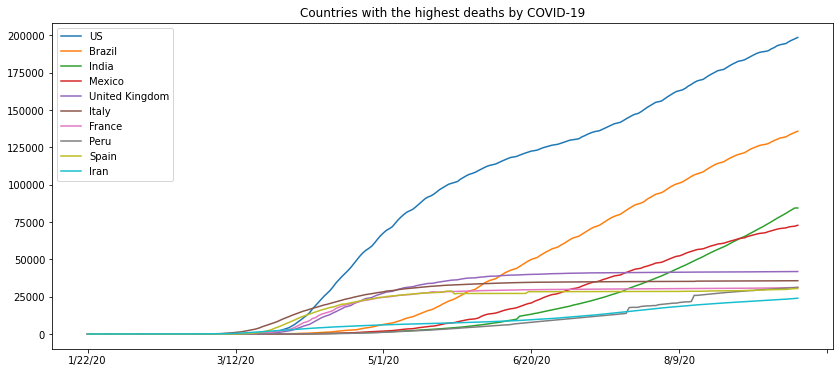 Countries with the highest deaths by COVID-19
US
Brazil
India
Mexico
United Kingdom
Italy
France
Peru
Spain
Iran
200000
175000
150000
125000
100000
75000
50000
25000
0
1/22/20 3/12/20 5/1/20 6/20/20 8/9/20